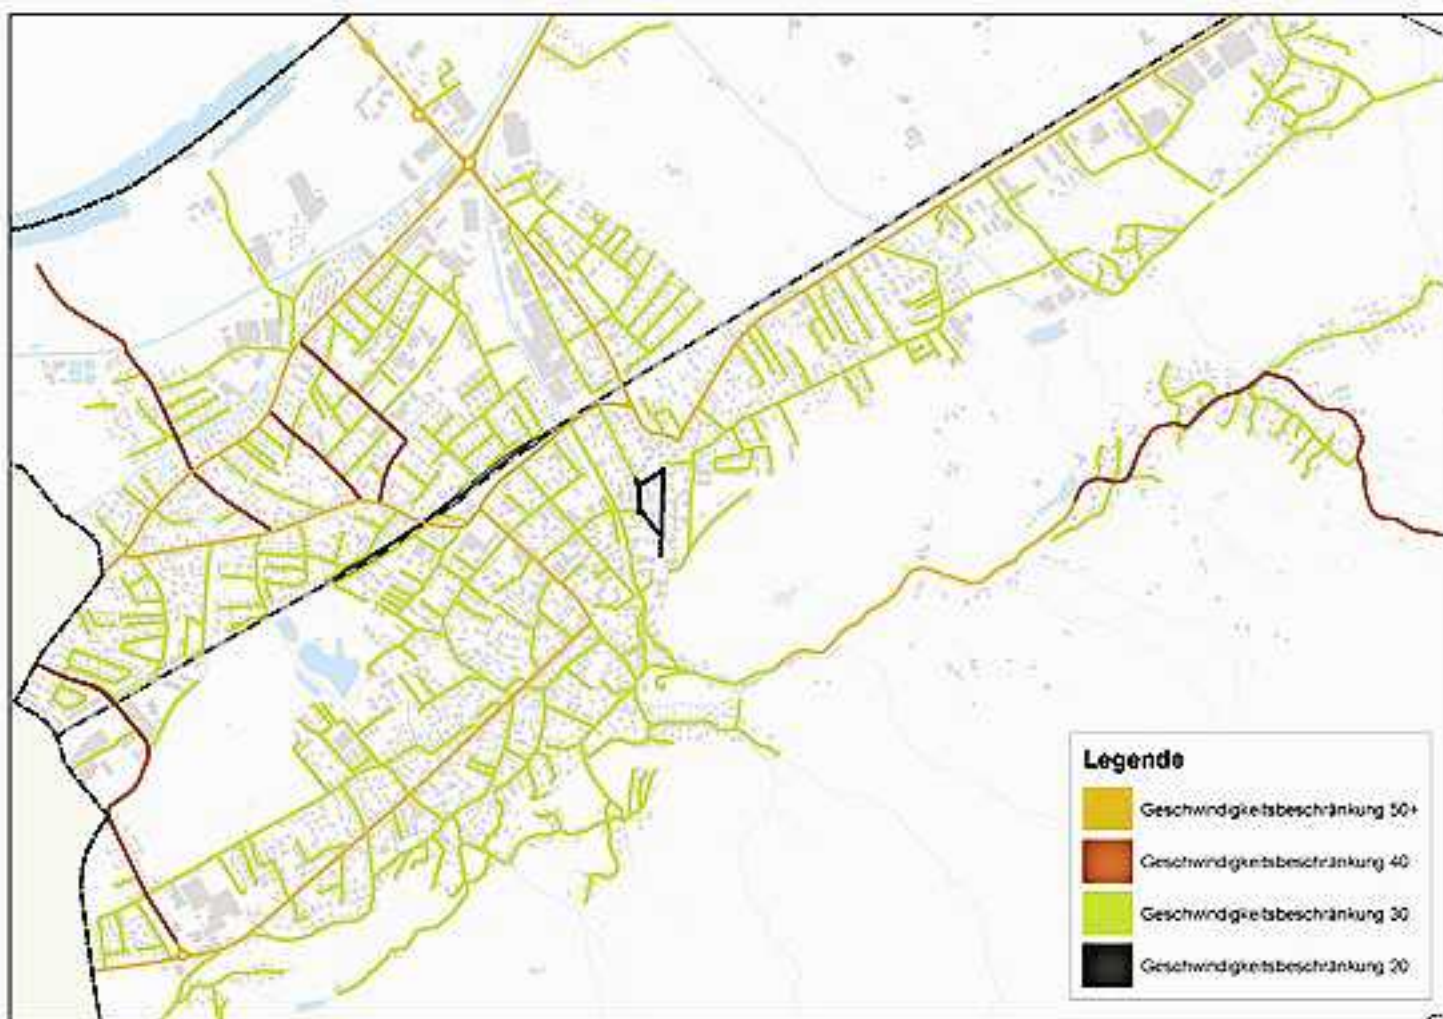 Legende
Geschwindigkeitsbeschränkung 50+
Geschwindigkeitsbeschränkung 40
Geschwindigkeitsbeschränkung 30
Geschwindigkeitsbeschränkung 20